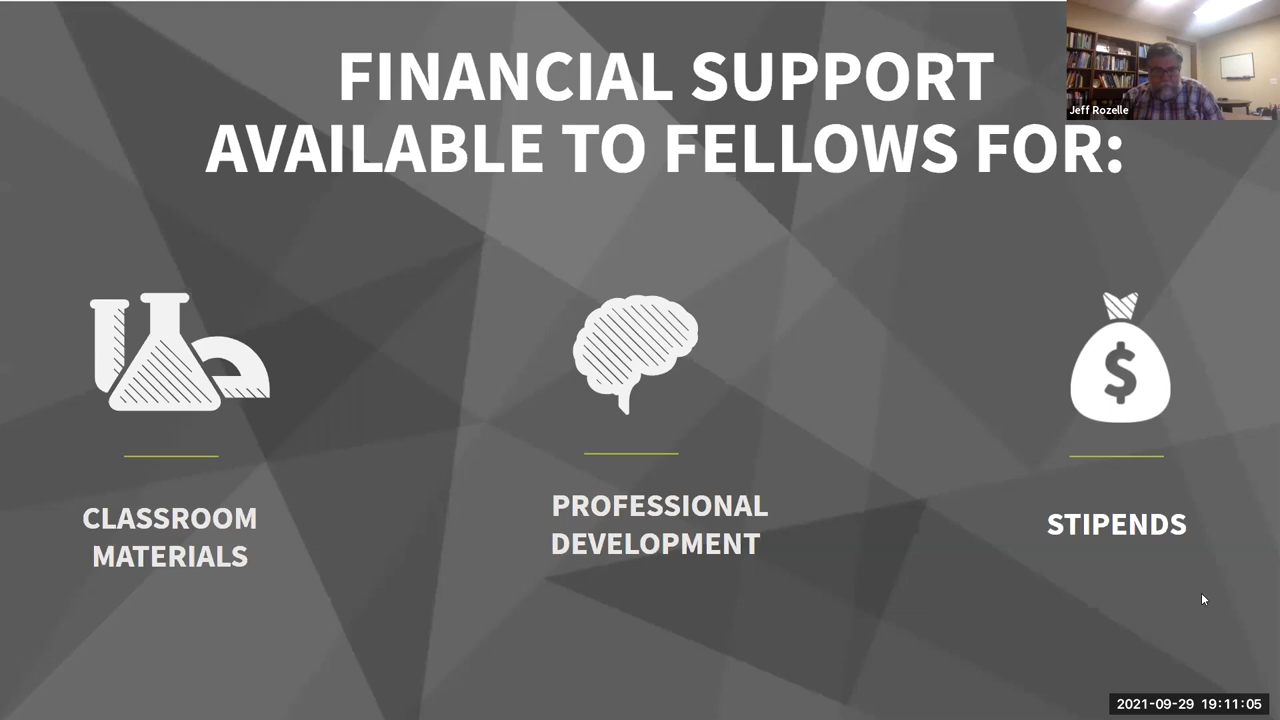 FINANCIAL SUPPORT
AVAILABLE TO FELLOWS FOR:
Jeff Rozelle
$
CLASSROOM
MATERIALS
PROFESSIONAL
DEVELOPMENT
STIPENDS
2021-09-29 19:11:05